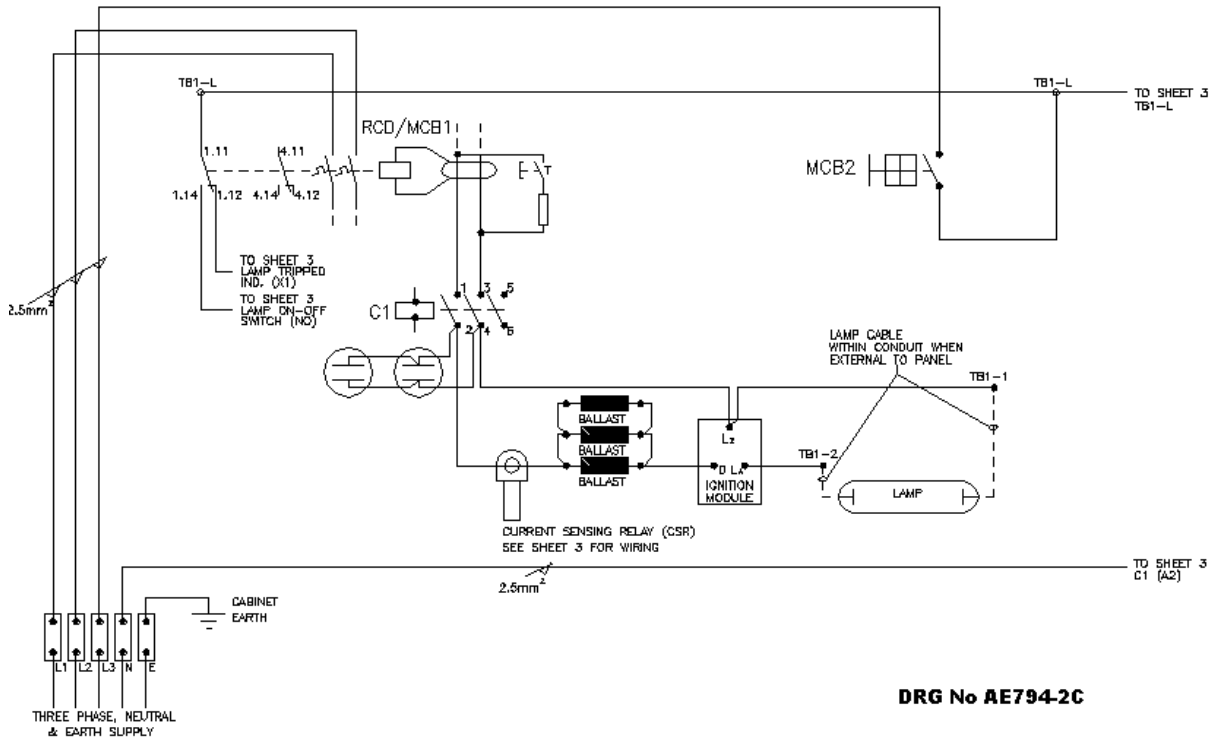 TB1-L
TB1-L
TO SHEET 3
TB1-L
RCD/MCB1
1.11
4.11
MCB2
1.14
1.12
4.14
4.12
TO SHEET 3
LAMP TRIPPED
IND. (X1)
TO SHEET 3
LAMP ON-OFF
SWITCH (NO)
2.5mm²
1
3
5
C1
2
4
6
LAMP CABLE
WITHIN CONDUIT WHEN
EXTERNAL TO PANEL
TB1-1
BALLAST
BALLAST
BALLAST
Lz
D LA
IGNITION
MODULE
TB1-2
LAMP
CURRENT SENSING RELAY (CSR)
SEE SHEET 3 FOR WIRING
2.5mm²
TO SHEET 3
C1 (A2)
CABINET
EARTH
L1
L2
L3
N
E
THREE PHASE, NEUTRAL
& EARTH SUPPLY
DRG No AE794-2C